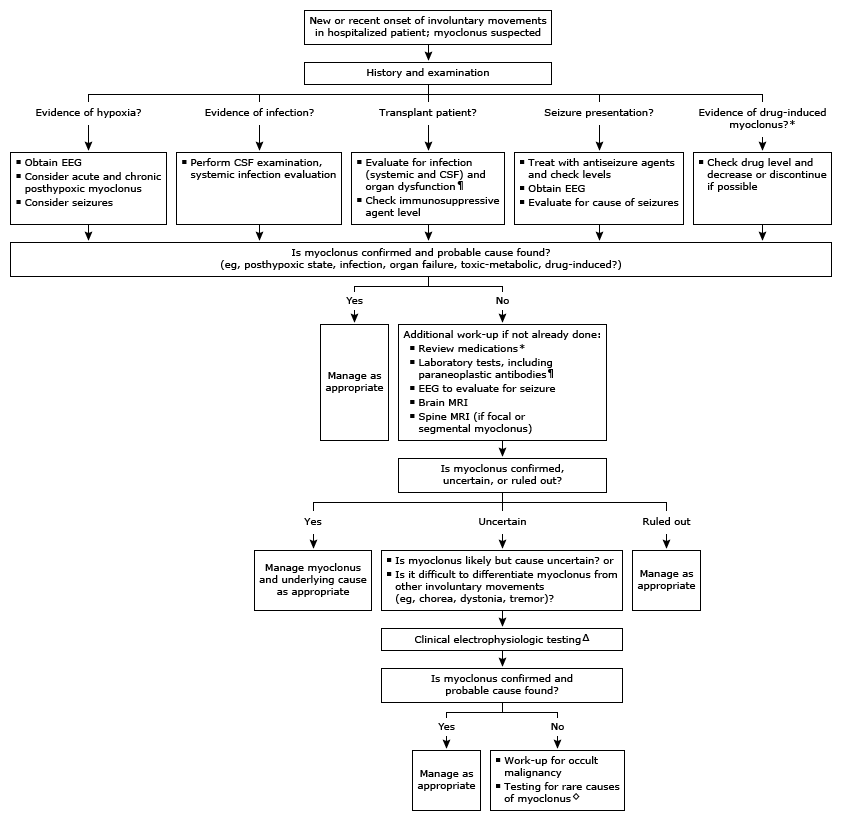 New or recent onset of involuntary movements
in hospitalized patient; myoclonus suspected
History and examination
Evidence of hypoxia?
Evidence of infection?
Transplant patient?
Seizure presentation?
Evidence of drug-induced
myoclonus?*
▪ Obtain EEG
▪ Consider acute and chronic
posthypoxic myoclonus
▪ Consider seizures
▪ Perform CSF examination,
systemic infection evaluation
▪ Evaluate for infection
(systemic and CSF) and
organ dysfunction¶
▪ Check immunosuppressive
agent level
▪ Treat with antiseizure agents
and check levels
▪ Obtain EEG
▪ Evaluate for cause of seizures
▪ Check drug level and
decrease or discontinue
if possible
Is myoclonus confirmed and probable cause found?
(eg, posthypoxic state, infection, organ failure, toxic-metabolic, drug-induced?)
Yes
No
Manage as
appropriate
Additional work-up if not already done:
▪ Review medications*
▪ Laboratory tests, including
paraneoplastic antibodies¶
▪ EEG to evaluate for seizure
▪ Brain MRI
▪ Spine MRI (if focal or
segmental myoclonus)
Is myoclonus confirmed,
uncertain, or ruled out?
Yes
Uncertain
Ruled out
Manage myoclonus
and underlying cause
as appropriate
▪ Is myoclonus likely but cause uncertain? or
▪ Is it difficult to differentiate myoclonus from
other involuntary movements
(eg, chorea, dystonia, tremor)?
Manage as
appropriate
Clinical electrophysiologic testingΔ
Is myoclonus confirmed and
probable cause found?
Yes
No
Manage as
appropriate
▪ Work-up for occult
malignancy
▪ Testing for rare causes
of myoclonus◇